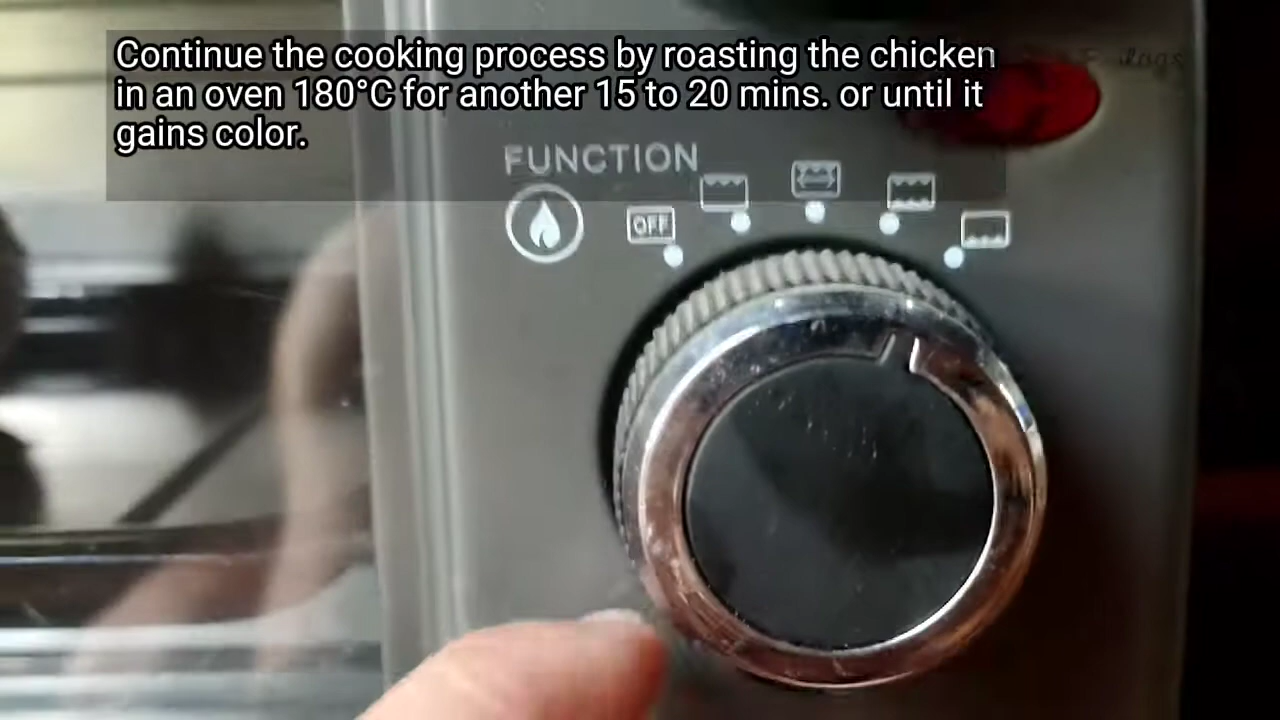 Continue the cooking process by roasting the chicken
in an oven 180°C for another 15 to 20 mins. or until it
gains color.
FUNCTION
OFF